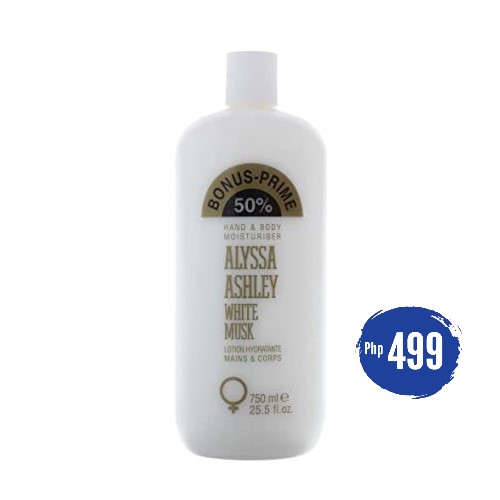 BONUS-PRIME
50%
HAND & BODY
MOISTURISER
ALYSSA
ASHLEY
WHITE
MUSK
LOTION HYDRATANTE
MAINS & CORPS
750 ml ℮
25.5 fl.oz.
Php 499